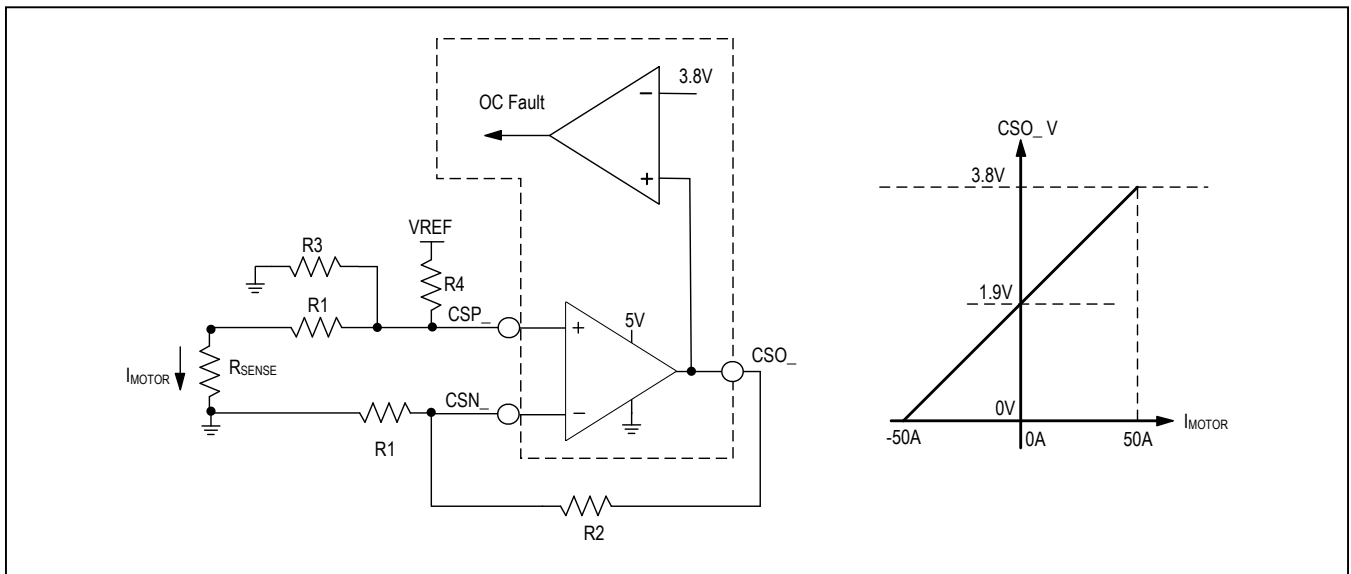 3.8V
OC Fault
VREF
R3
R4
R1
CSP_
5V
CSO_
RSENSE
IMOTOR
CSN_
R1
R2
CSO_ V
3.8V
1.9V
0V
-50A
0A
50A
IMOTOR